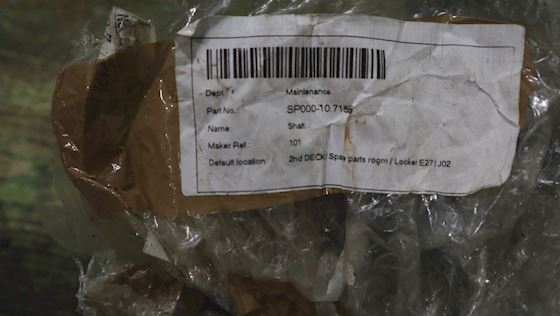 Dept. :
Maintenance
Part No.:
SP000-10.7155
Name:
Shaft
Maker Ref.:
101
Default location:
2nd DECK/ Spare parts room / Locker E27/ J02